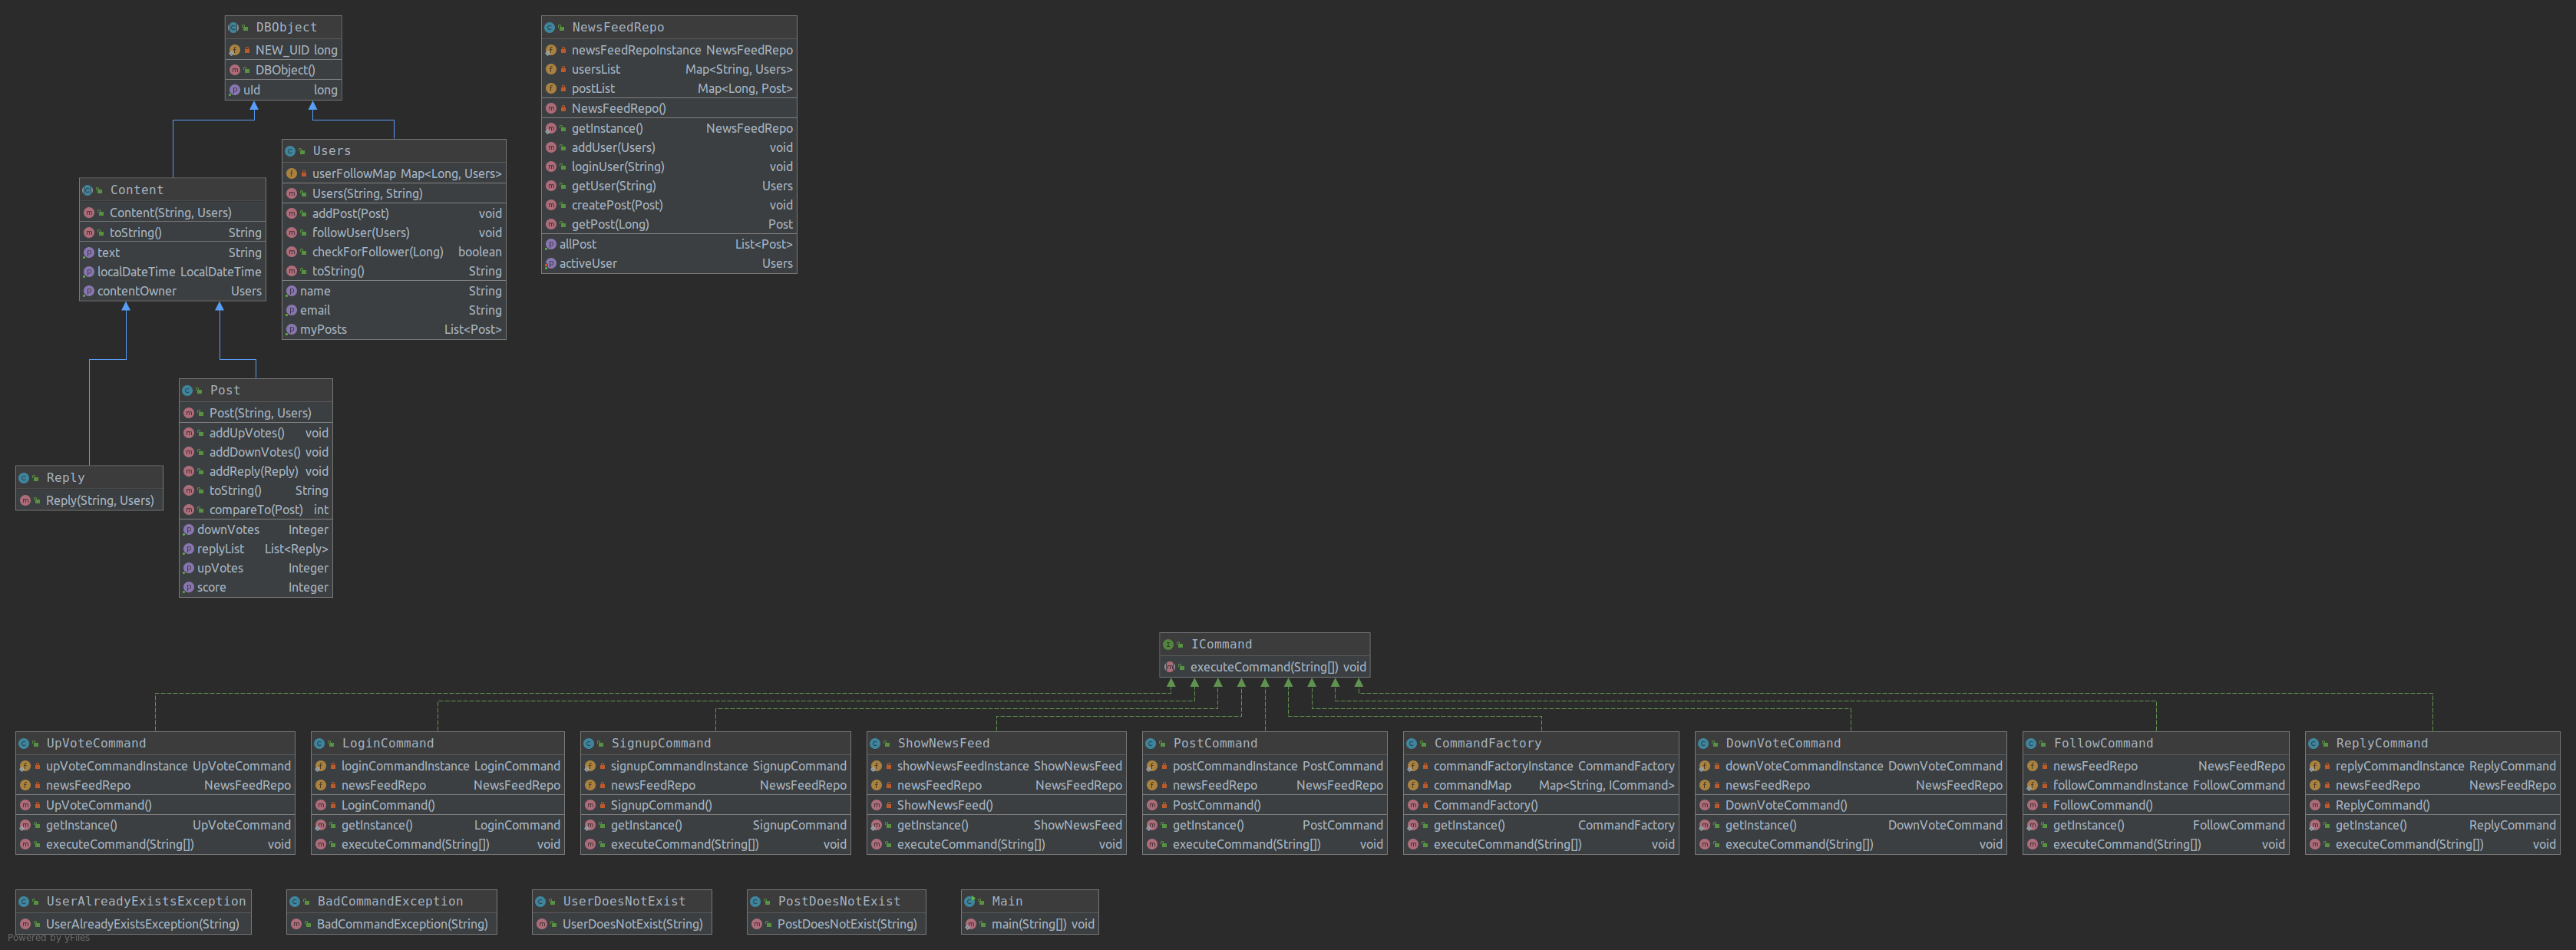 DBObject
NEW_UID long
DBObject()
uId long
NewsFeedRepo
newsFeedRepoInstance NewsFeedRepo
usersList Map<String, Users>
postList Map<Long, Post>
NewsFeedRepo()
getInstance() NewsFeedRepo
addUser(Users) void
loginUser(String) void
getUser(String) Users
createPost(Post) void
getPost(Long) Post
allPost List<Post>
activeUser Users
Users
userFollowMap Map<Long, Users>
Users(String, String)
addPost(Post) void
followUser(Users) void
checkForFollower(Long) boolean
toString() String
name String
email String
myPosts List<Post>
Content
Content(String, Users)
toString() String
text String
localDateTime LocalDateTime
contentOwner Users
Post
Post(String, Users)
addUpVotes() void
addDownVotes() void
addReply(Reply) void
toString() String
compareTo(Post) int
downVotes Integer
replyList List<Reply>
upVotes Integer
score Integer
Reply
Reply(String, Users)
ICommand
executeCommand(String[]) void
UpVoteCommand
upVoteCommandInstance UpVoteCommand
newsFeedRepo NewsFeedRepo
UpVoteCommand()
getInstance() UpVoteCommand
executeCommand(String[]) void
LoginCommand
loginCommandInstance LoginCommand
newsFeedRepo NewsFeedRepo
LoginCommand()
getInstance() LoginCommand
executeCommand(String[]) void
SignupCommand
signupCommandInstance SignupCommand
newsFeedRepo NewsFeedRepo
SignupCommand()
getInstance() SignupCommand
executeCommand(String[]) void
ShowNewsFeed
showNewsFeedInstance ShowNewsFeed
newsFeedRepo NewsFeedRepo
ShowNewsFeed()
getInstance() ShowNewsFeed
executeCommand(String[]) void
PostCommand
postCommandInstance PostCommand
newsFeedRepo NewsFeedRepo
PostCommand()
getInstance() PostCommand
executeCommand(String[]) void
CommandFactory
commandFactoryInstance CommandFactory
commandMap Map<String, ICommand>
CommandFactory()
getInstance() CommandFactory
executeCommand(String[]) void
DownVoteCommand
downVoteCommandInstance DownVoteCommand
newsFeedRepo NewsFeedRepo
DownVoteCommand()
getInstance() DownVoteCommand
executeCommand(String[]) void
FollowCommand
newsFeedRepo NewsFeedRepo
followCommandInstance FollowCommand
FollowCommand()
getInstance() FollowCommand
executeCommand(String[]) void
ReplyCommand
replyCommandInstance ReplyCommand
newsFeedRepo NewsFeedRepo
ReplyCommand()
getInstance() ReplyCommand
executeCommand(String[]) void
UserAlreadyExistsException
UserAlreadyExistsException(String)
BadCommandException
BadCommandException(String)
UserDoesNotExist
UserDoesNotExist(String)
PostDoesNotExist
PostDoesNotExist(String)
Main
main(String[]) void
Powered by yFiles